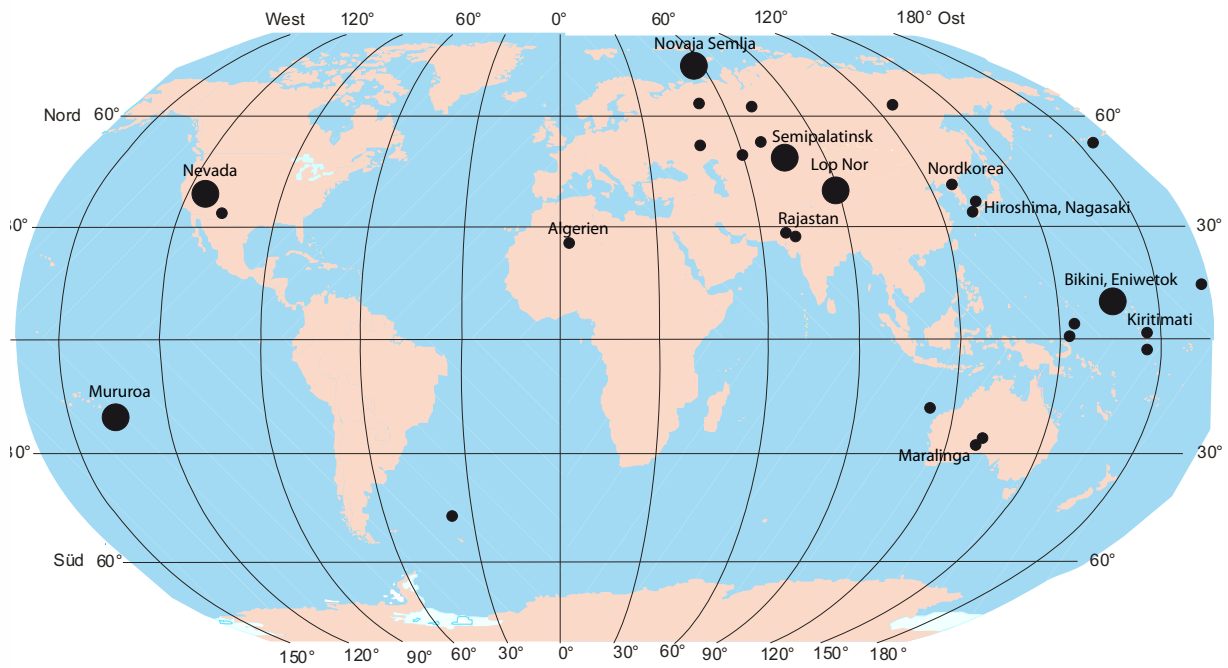 West 120° 60° 0° 60° 120° 180° Ost
Novaja Semlja
Nord 60° 60°
Semipalatinsk
Nevada Lop Nor Nordkorea
Hiroshima, Nagasaki
30° Algerien Rajastan 30°
Bikini, Eniwetok
Kiritimati
Mururoa
30° Maralinga 30°
Süd 60° 60°
150° 120° 90° 60° 30° 0° 30° 60° 90° 120° 150° 180°